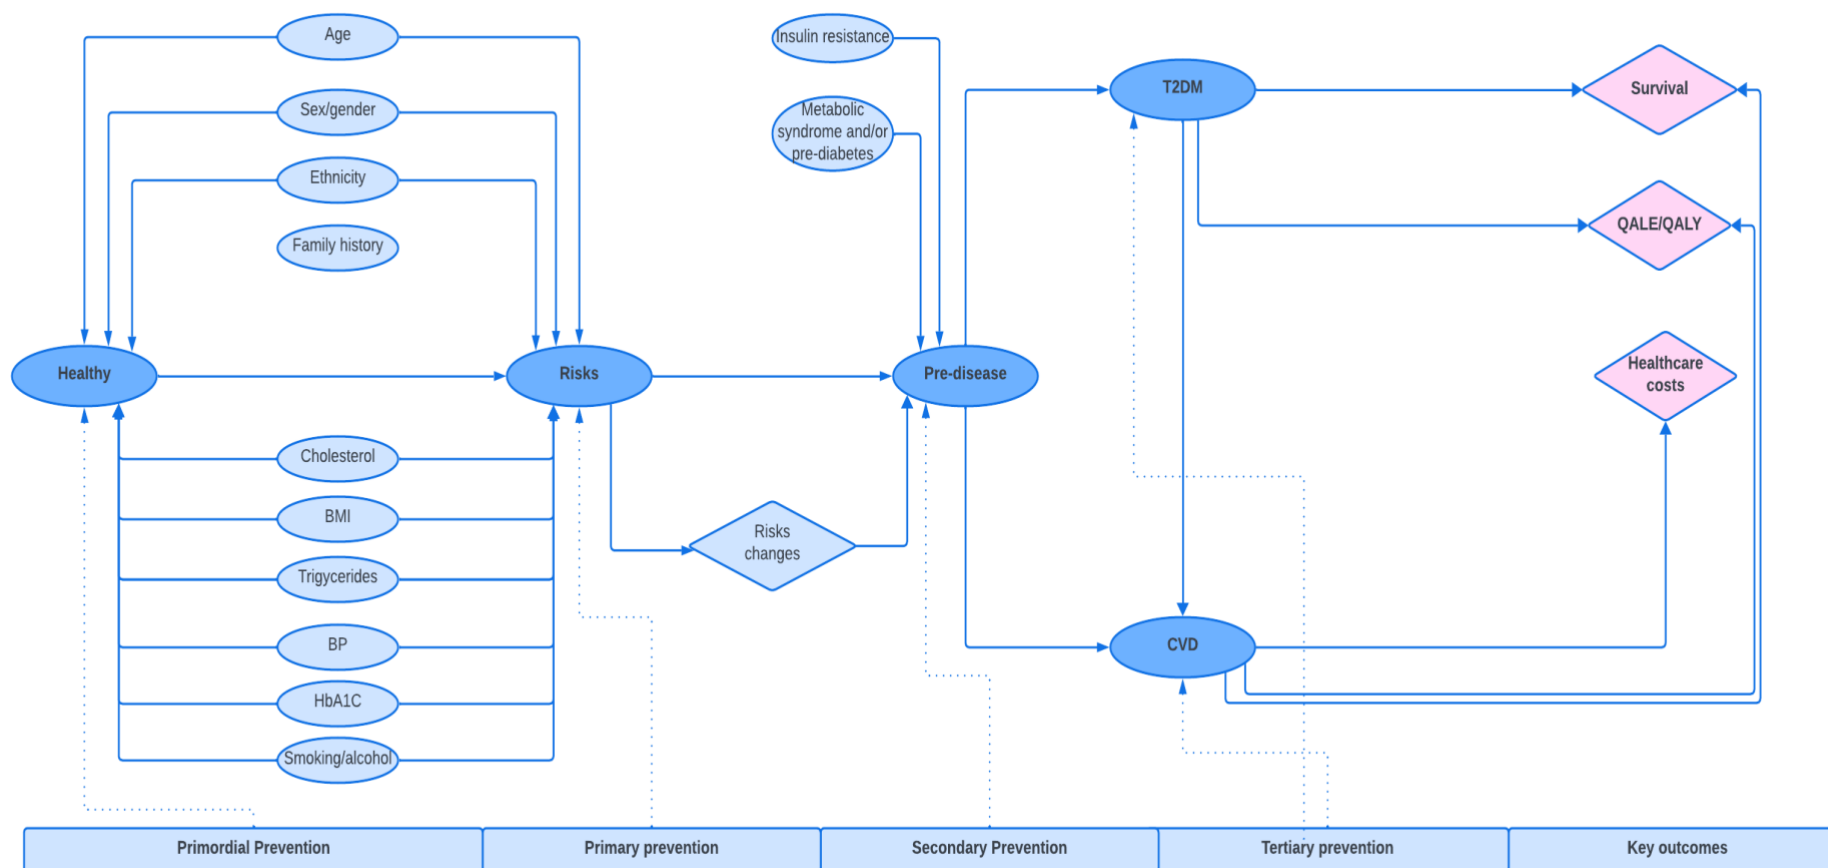 Age
Sex/gender
Ethnicity
Family history
Insulin resistance
Metabolic
syndrome and/or
pre-diabetes
T2DM
Survival
QALE/QALY
Healthy
Risks
Pre-disease
Healthcare
costs
Cholesterol
BMI
Trigycerides
BP
HbA1C
Smoking/alcohol
Risks
changes
CVD
Primordial Prevention
Primary prevention
Secondary Prevention
Tertiary prevention
Key outcomes